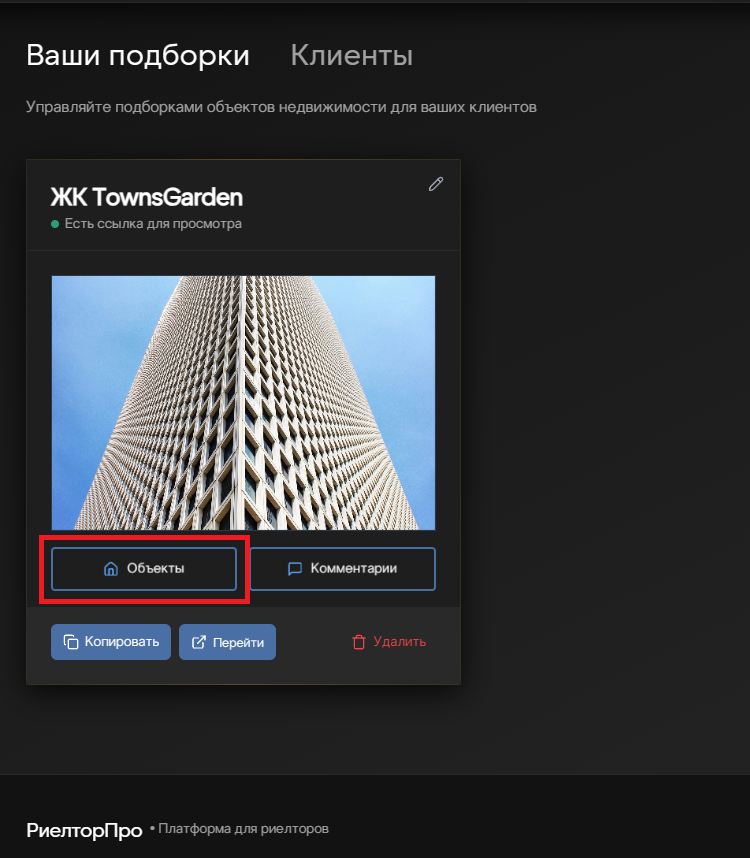 Ваши подборки Клиенты
Управляйте подборками объектов недвижимости для ваших клиентов
ЖК TownsGarden
Есть ссылка для просмотра
Объекты Комментарии
Копировать Перейти Удалить
РиелторПро • Платформа для риелторов